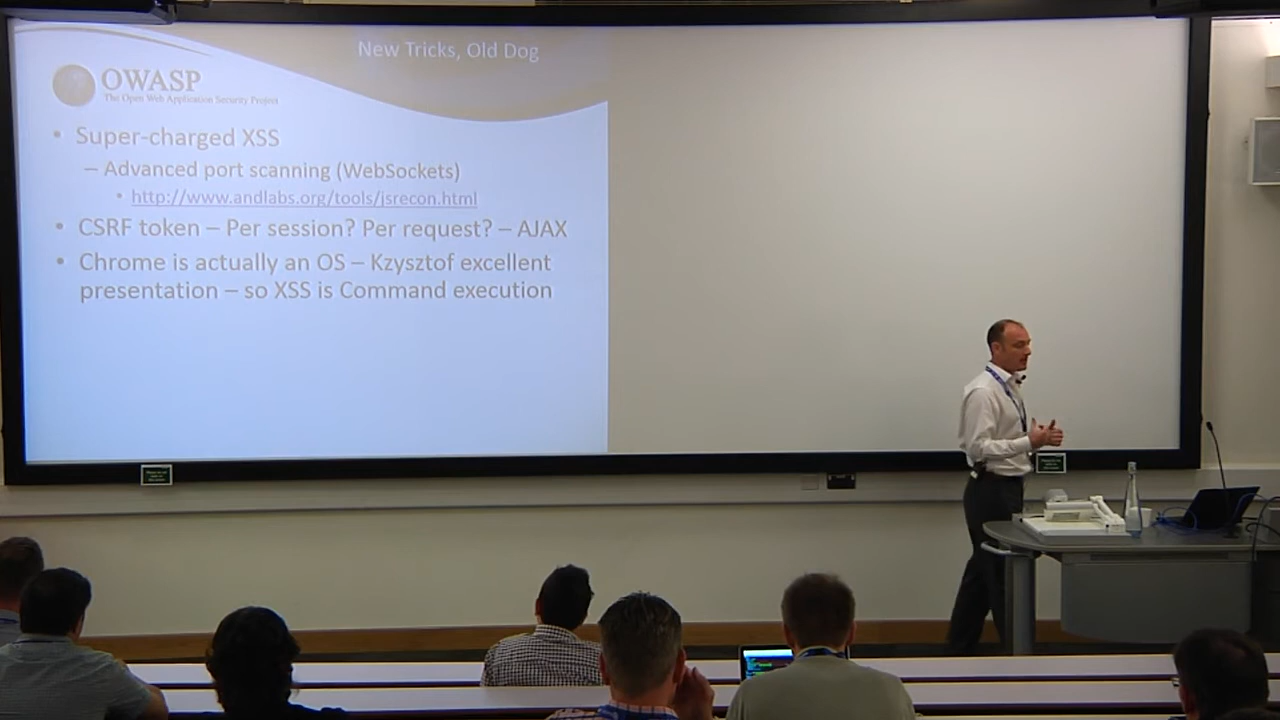 New Tricks, Old Dog
OWASP
The Open Web Application Security Project
• Super-charged XSS
– Advanced port scanning (WebSockets)
• http://www.andlabs.org/tools/jsrecon.html
• CSRF token – Per session? Per request? – AJAX
• Chrome is actually an OS – Kzysztof excellent
presentation – so XSS is Command execution